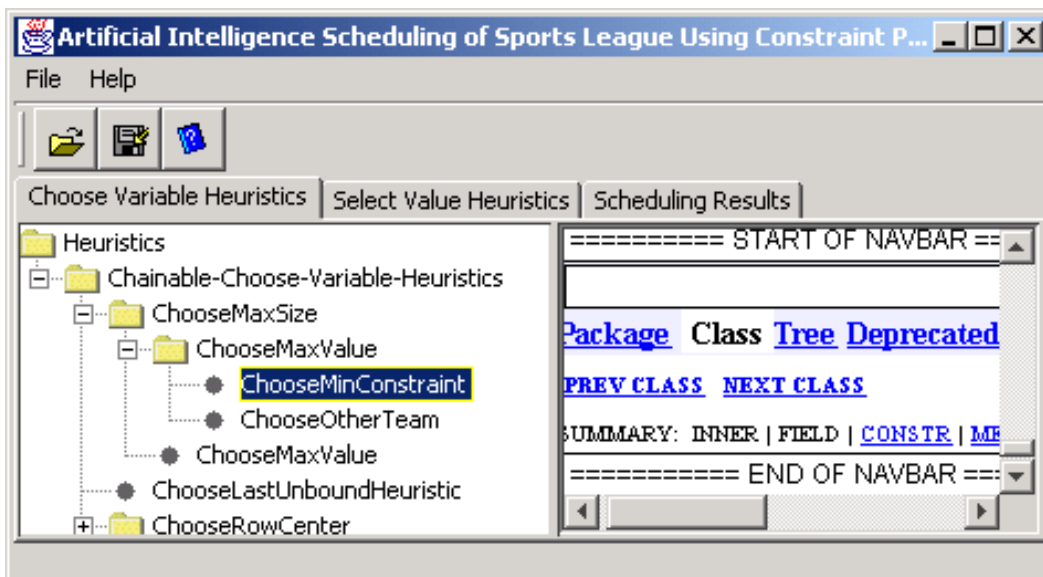 Artificial Intelligence Scheduling of Sports League Using Constraint P...
File Help
Choose Variable Heuristics Select Value Heuristics Scheduling Results
Heuristics
Chainable-Choose-Variable-Heuristics
ChooseMaxSize
ChooseMaxValue
ChooseMinConstraint
ChooseOtherTeam
ChooseMaxValue
ChooseLastUnboundHeuristic
ChooseRowCenter
========== START OF NAVBAR ==
Package Class Tree Deprecated
PREV CLASS NEXT CLASS
SUMMARY: INNER | FIELD | CONSTR | ME
=========== END OF NAVBAR ===